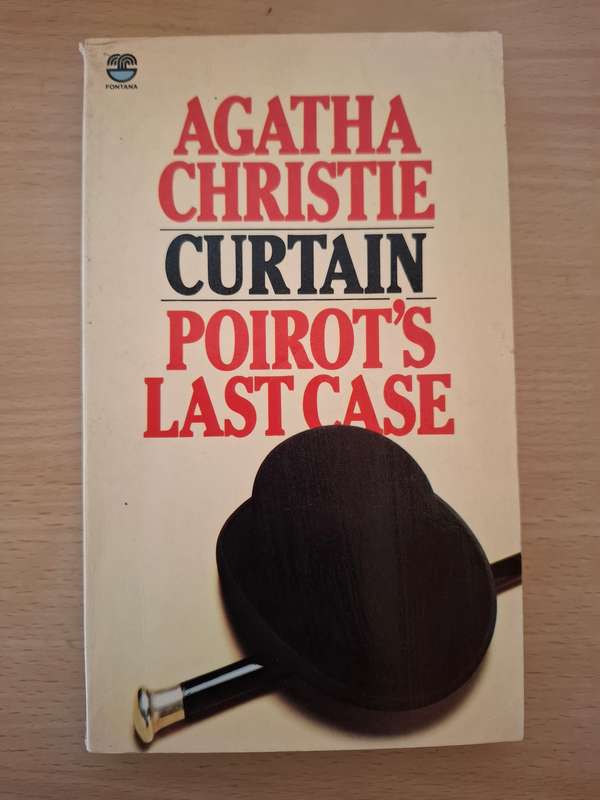 FONTANA
AGATHA
CHRISTIE
CURTAIN
POIROT'S
LAST CASE